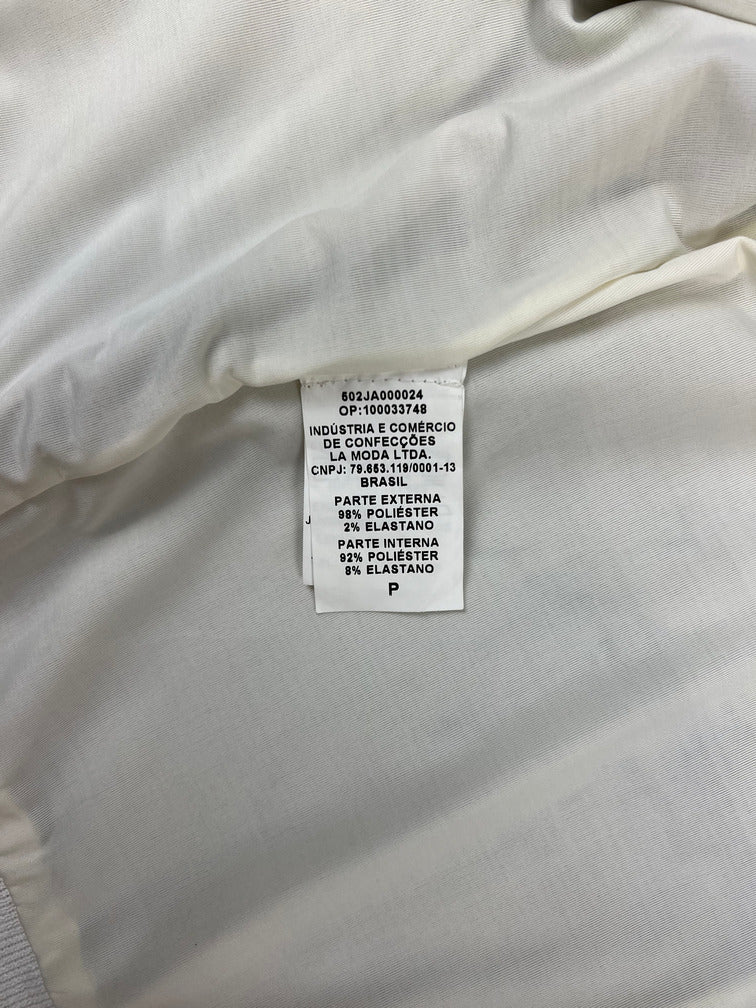 602JA000024
OP:100033748
INDÚSTRIA E COMÉRCIO
DE CONFECÇÕES
LA MODA LTDA.
CNPJ: 79.653.119/0001-13
BRASIL
PARTE EXTERNA
98% POLIÉSTER
2% ELASTANO
PARTE INTERNA
92% POLIÉSTER
8% ELASTANO
P